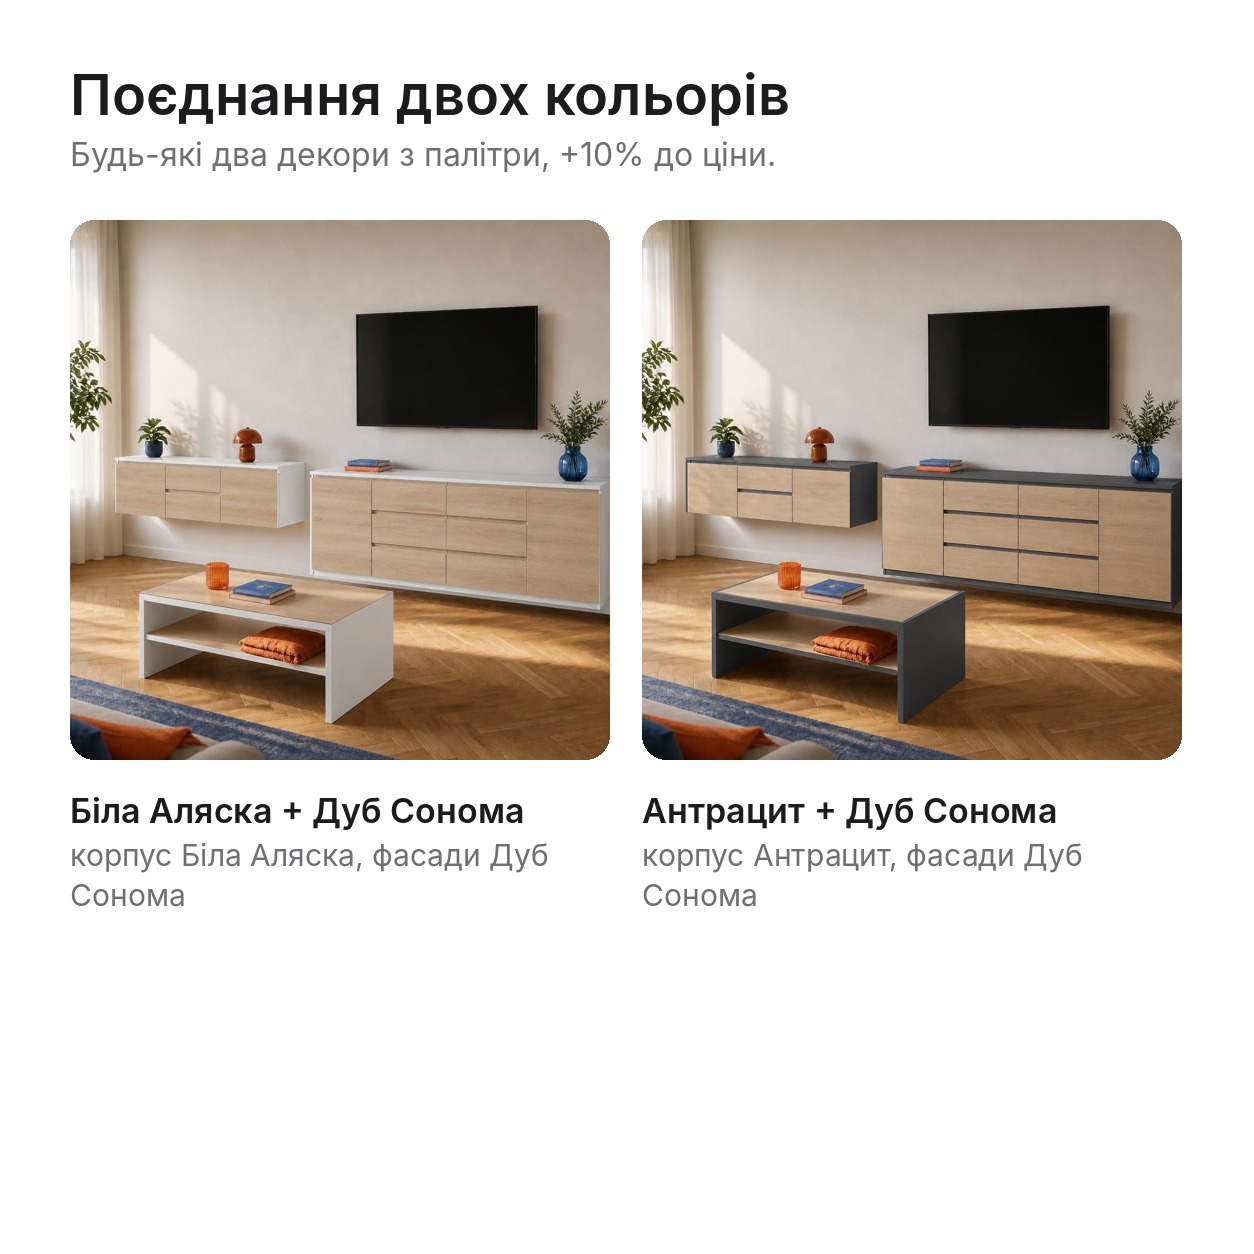 Поєднання двох кольорів
Будь-які два декори з палітри, +10% до ціни.
Біла Аляска + Дуб Сонома
корпус Біла Аляска, фасади Дуб
Сонома
Антрацит + Дуб Сонома
корпус Антрацит, фасади Дуб
Сонома